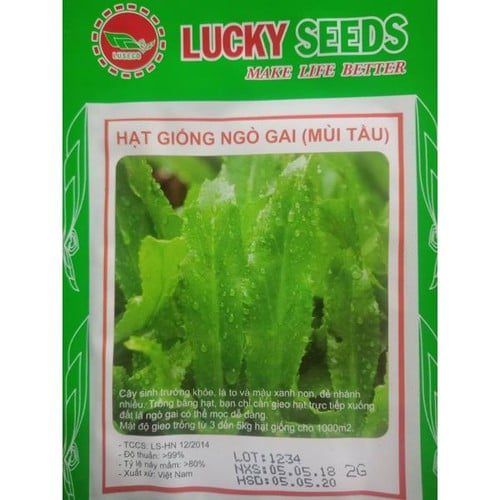 LUSECO
LUCKY SEEDS
MAKE LIFE BETTER
HẠT GIỐNG NGÒ GAI (MÙI TÀU)
Cây sinh trưởng khỏe, lá to và màu xanh non, đẻ nhánh
nhiều. Trồng bằng hạt, bạn chỉ cần gieo hạt trực tiếp xuống
đất là ngò gai có thể mọc dễ dàng.
Mật độ gieo trồng từ 3 đến 5kg hạt giống cho 1000m2.
- TCCS: LS-HN 12/2014
- Độ thuần: >99%
- Tỷ lệ nảy mầm: >80%
- Xuất xứ: Việt Nam
LOT:1234
NXS:05.05.18 2G
HSD:05.05.20